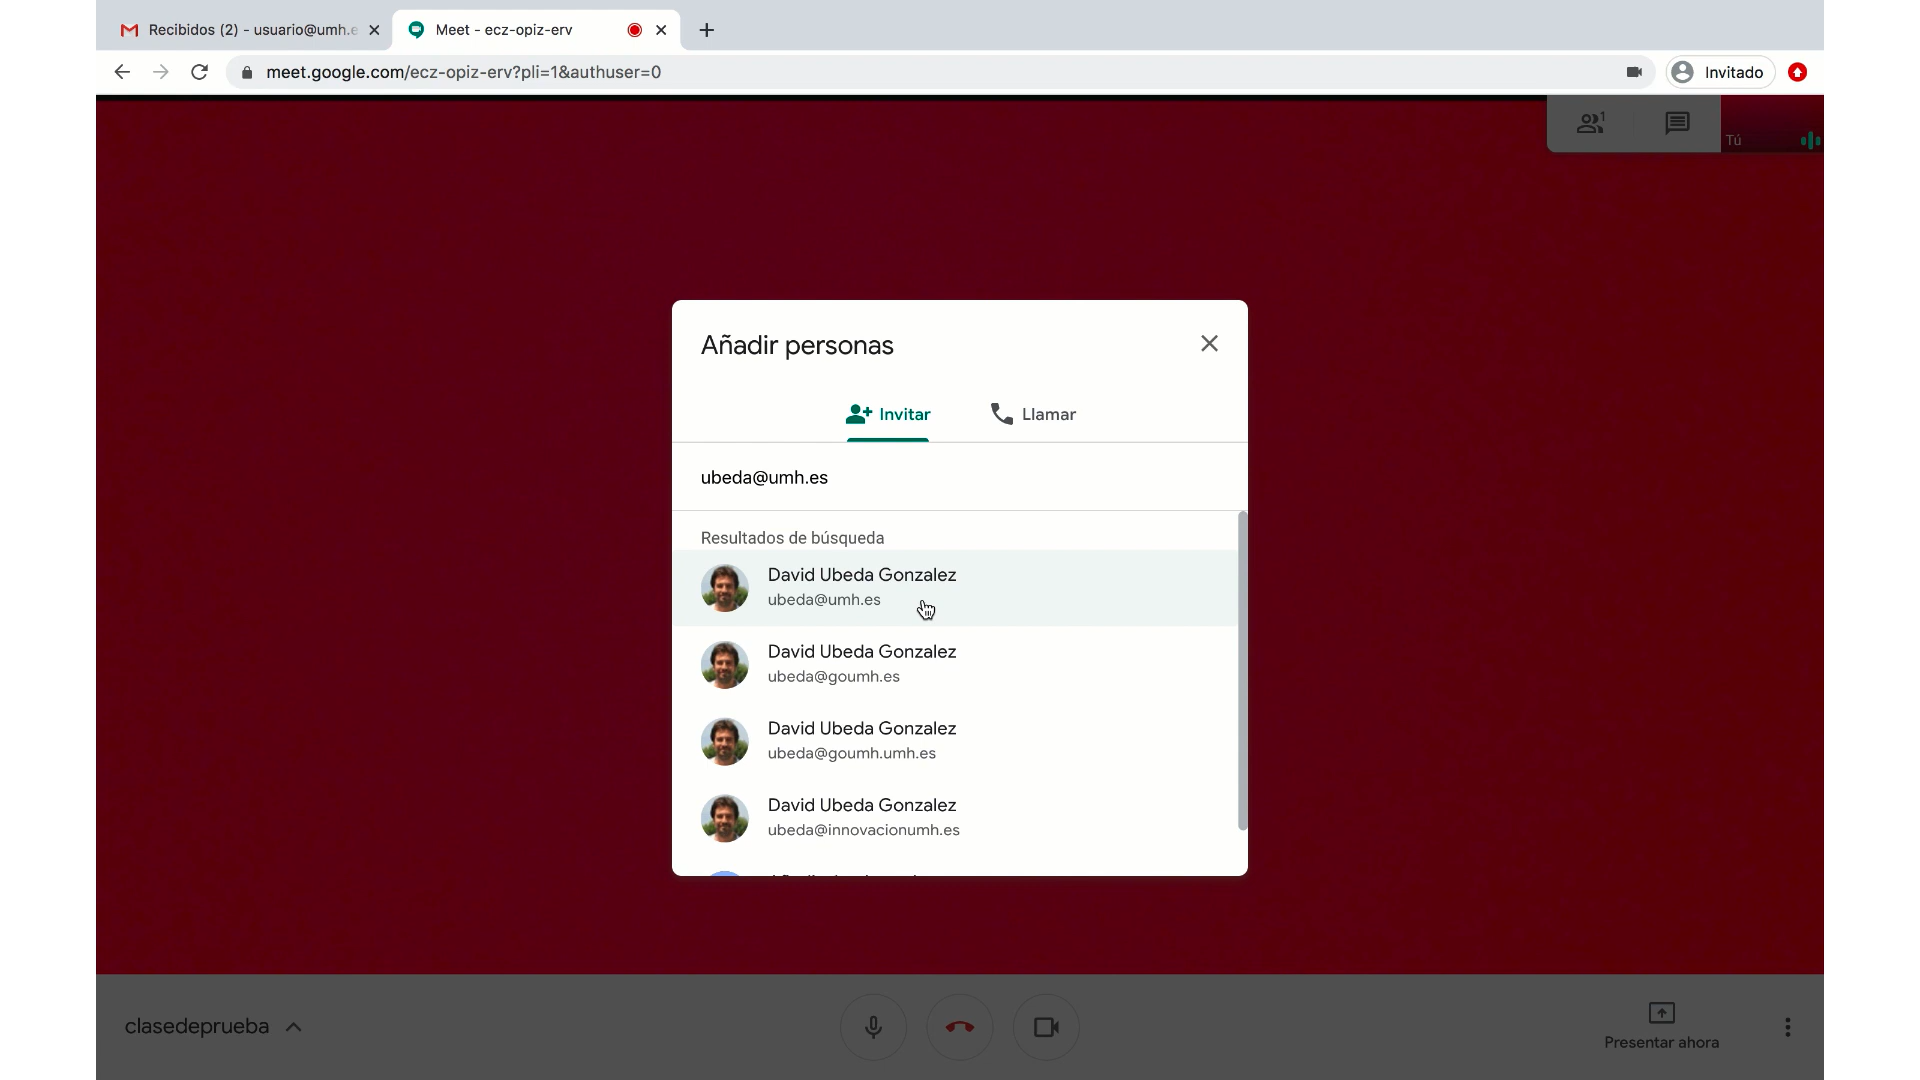 Recibidos (2) - usuario@umh.e
Meet - ecz-opiz-erv
meet.google.com/ecz-opiz-erv?pli=1&authuser=0
Invitado
1
Tú
Añadir personas
Invitar
Llamar
ubeda@umh.es
Resultados de búsqueda
David Ubeda Gonzalez
ubeda@umh.es
David Ubeda Gonzalez
ubeda@goumh.es
David Ubeda Gonzalez
ubeda@goumh.umh.es
David Ubeda Gonzalez
ubeda@innovacionumh.es
clasedeprueba
Presentar ahora